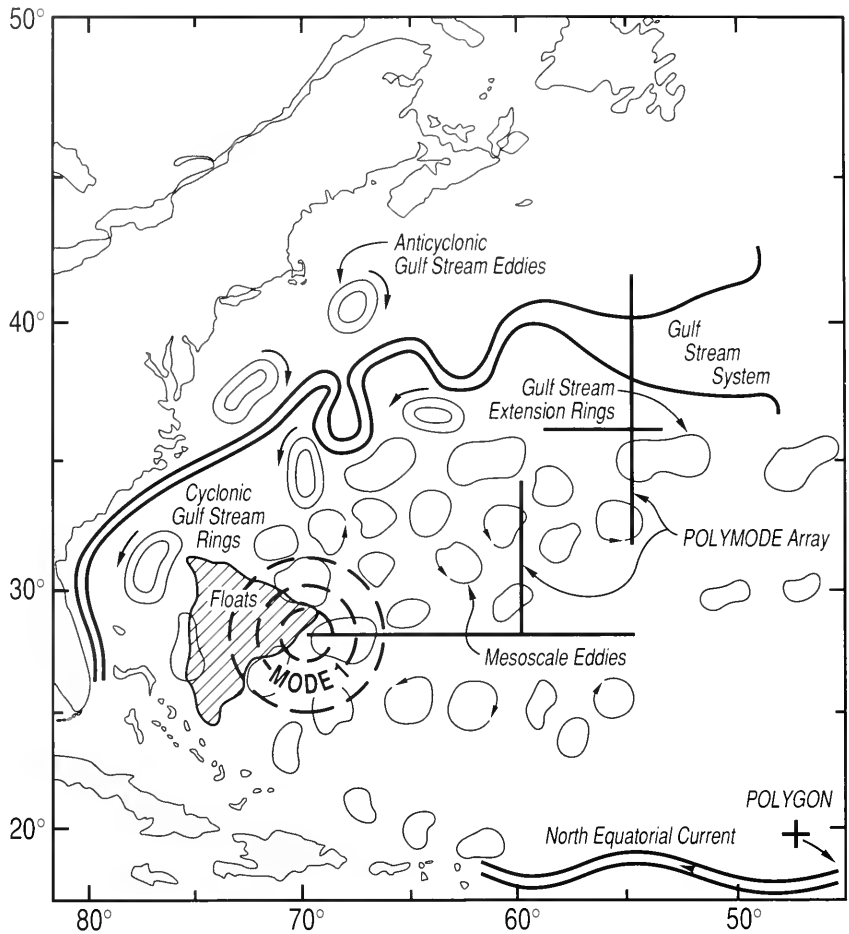 50°
Anticyclonic
Gulf Stream Eddies
40°
Gulf
Stream
System
Gulf Stream
Extension Rings
Cyclonic
Gulf Stream
Rings
POLYMODE Array
30°
Floats
Mesoscale Eddies
MODE 1
POLYGON
20°
North Equatorial Current
80°
70°
60°
50°